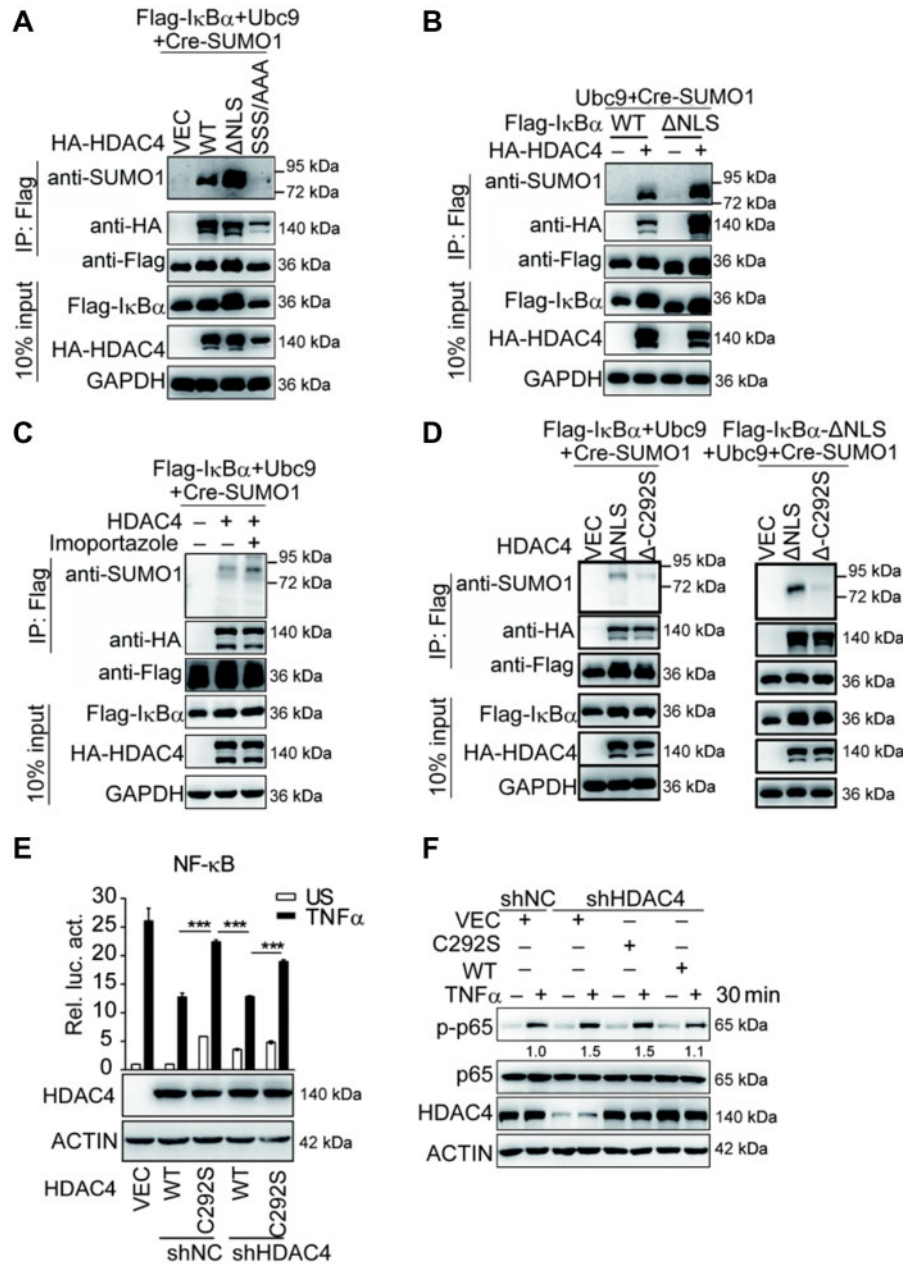 A
Flag-IκBα+Ubc9
+Cre-SUMO1
HA-HDAC4
VEC
WT
ΔNLS
SSS/AAA
IP: Flag
anti-SUMO1
95 kDa
72 kDa
anti-HA
140 kDa
anti-Flag
36 kDa
10% input
Flag-IκBα
36 kDa
HA-HDAC4
140 kDa
GAPDH
36 kDa
B
Ubc9+Cre-SUMO1
Flag-IκBα WT ΔNLS
HA-HDAC4 – + – +
IP: Flag
anti-SUMO1
95 kDa
72 kDa
anti-HA
140 kDa
anti-Flag
36 kDa
10% input
Flag-IκBα
36 kDa
HA-HDAC4
140 kDa
GAPDH
36 kDa
C
Flag-IκBα+Ubc9
+Cre-SUMO1
HDAC4 – + +
Imoportazole – – +
IP: Flag
anti-SUMO1
95 kDa
72 kDa
anti-HA
140 kDa
anti-Flag
36 kDa
10% input
Flag-IκBα
36 kDa
HA-HDAC4
140 kDa
GAPDH
36 kDa
D
Flag-IκBα+Ubc9
+Cre-SUMO1
Flag-IκBα-ΔNLS
+Ubc9+Cre-SUMO1
HDAC4
VEC
ΔNLS
Δ-C292S
VEC
ΔNLS
Δ-C292S
IP: Flag
anti-SUMO1
95 kDa
72 kDa
95 kDa
72 kDa
anti-HA
140 kDa
140 kDa
anti-Flag
36 kDa
36 kDa
10% input
Flag-IκBα
36 kDa
36 kDa
HA-HDAC4
140 kDa
140 kDa
GAPDH
36 kDa
36 kDa
E
NF-κB
US
TNFα
Rel. luc. act.
30
25
20
15
10
5
0
*** *** ***
HDAC4
140 kDa
ACTIN
42 kDa
HDAC4
VEC
WT
C292S
WT
C292S
shNC
shHDAC4
F
shNC shHDAC4
VEC + + – –
C292S – – + –
WT – – – +
TNFα – + – + – + – + 30 min
p-p65
65 kDa
1.0 1.5 1.5 1.1
p65
65 kDa
HDAC4
140 kDa
ACTIN
42 kDa